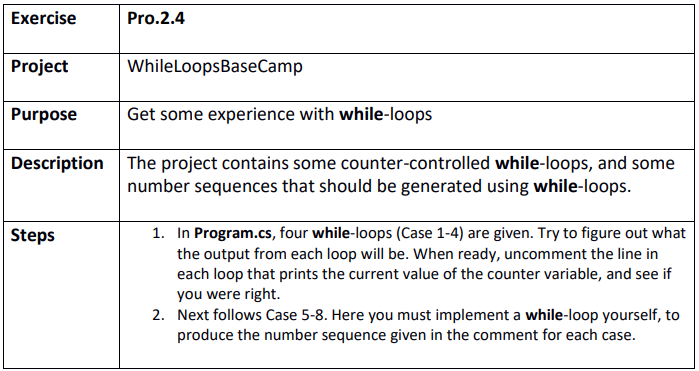 Exercise Pro.2.4
Project WhileLoopsBaseCamp
Purpose Get some experience with while-loops
Description The project contains some counter-controlled while-loops, and some
number sequences that should be generated using while-loops.
Steps 1. In Program.cs, four while-loops (Case 1-4) are given. Try to figure out what
the output from each loop will be. When ready, uncomment the line in
each loop that prints the current value of the counter variable, and see if
you were right.
2. Next follows Case 5-8. Here you must implement a while-loop yourself, to
produce the number sequence given in the comment for each case.